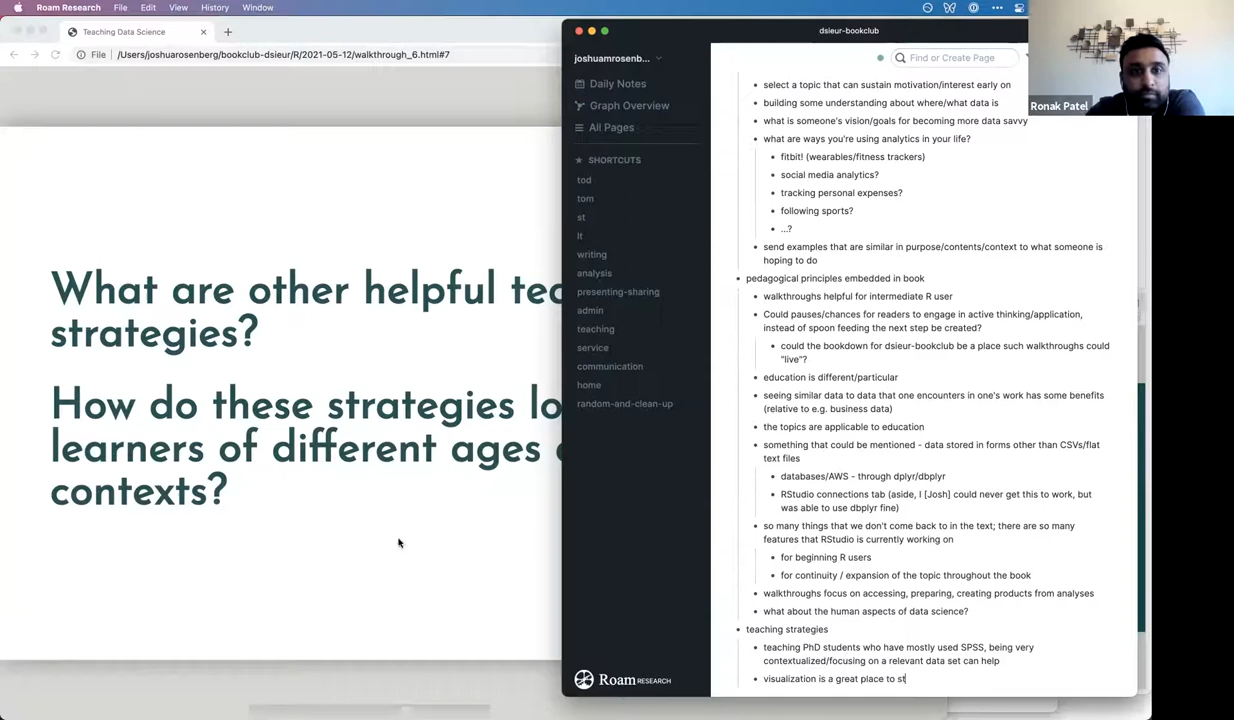 Roam Research File Edit View History Window
Teaching Data Science
File /Users/joshuarosenberg/bookclub-dsieur/R/2021-05-12/walkthrough_6.html#7
What are other helpful tea
strategies?
How do these strategies lo
learners of different ages
contexts?
dsieur-bookclub
joshuamrosenb...
Daily Notes
Graph Overview
All Pages
SHORTCUTS
tod
tom
st
lt
writing
analysis
presenting-sharing
admin
teaching
service
communication
home
random-and-clean-up
Roam RESEARCH
Find or Create Page
select a topic that can sustain motivation/interest early on
building some understanding about where/what data is
what is someone's vision/goals for becoming more data savvy
what are ways you're using analytics in your life?
fitbit! (wearables/fitness trackers)
social media analytics?
tracking personal expenses?
following sports?
...?
send examples that are similar in purpose/contents/context to what someone is
hoping to do
pedagogical principles embedded in book
walkthroughs helpful for intermediate R user
Could pauses/chances for readers to engage in active thinking/application,
instead of spoon feeding the next step be created?
could the bookdown for dsieur-bookclub be a place such walkthroughs could
"live"?
education is different/particular
seeing similar data to data that one encounters in one's work has some benefits
(relative to e.g. business data)
the topics are applicable to education
something that could be mentioned - data stored in forms other than CSVs/flat
text files
databases/AWS - through dplyr/dbplyr
RStudio connections tab (aside, I [Josh] could never get this to work, but
was able to use dbplyr fine)
so many things that we don't come back to in the text; there are so many
features that RStudio is currently working on
for beginning R users
for continuity / expansion of the topic throughout the book
walkthroughs focus on accessing, preparing, creating products from analyses
what about the human aspects of data science?
teaching strategies
teaching PhD students who have mostly used SPSS, being very
contextualized/focusing on a relevant data set can help
visualization is a great place to st
Ronak Patel